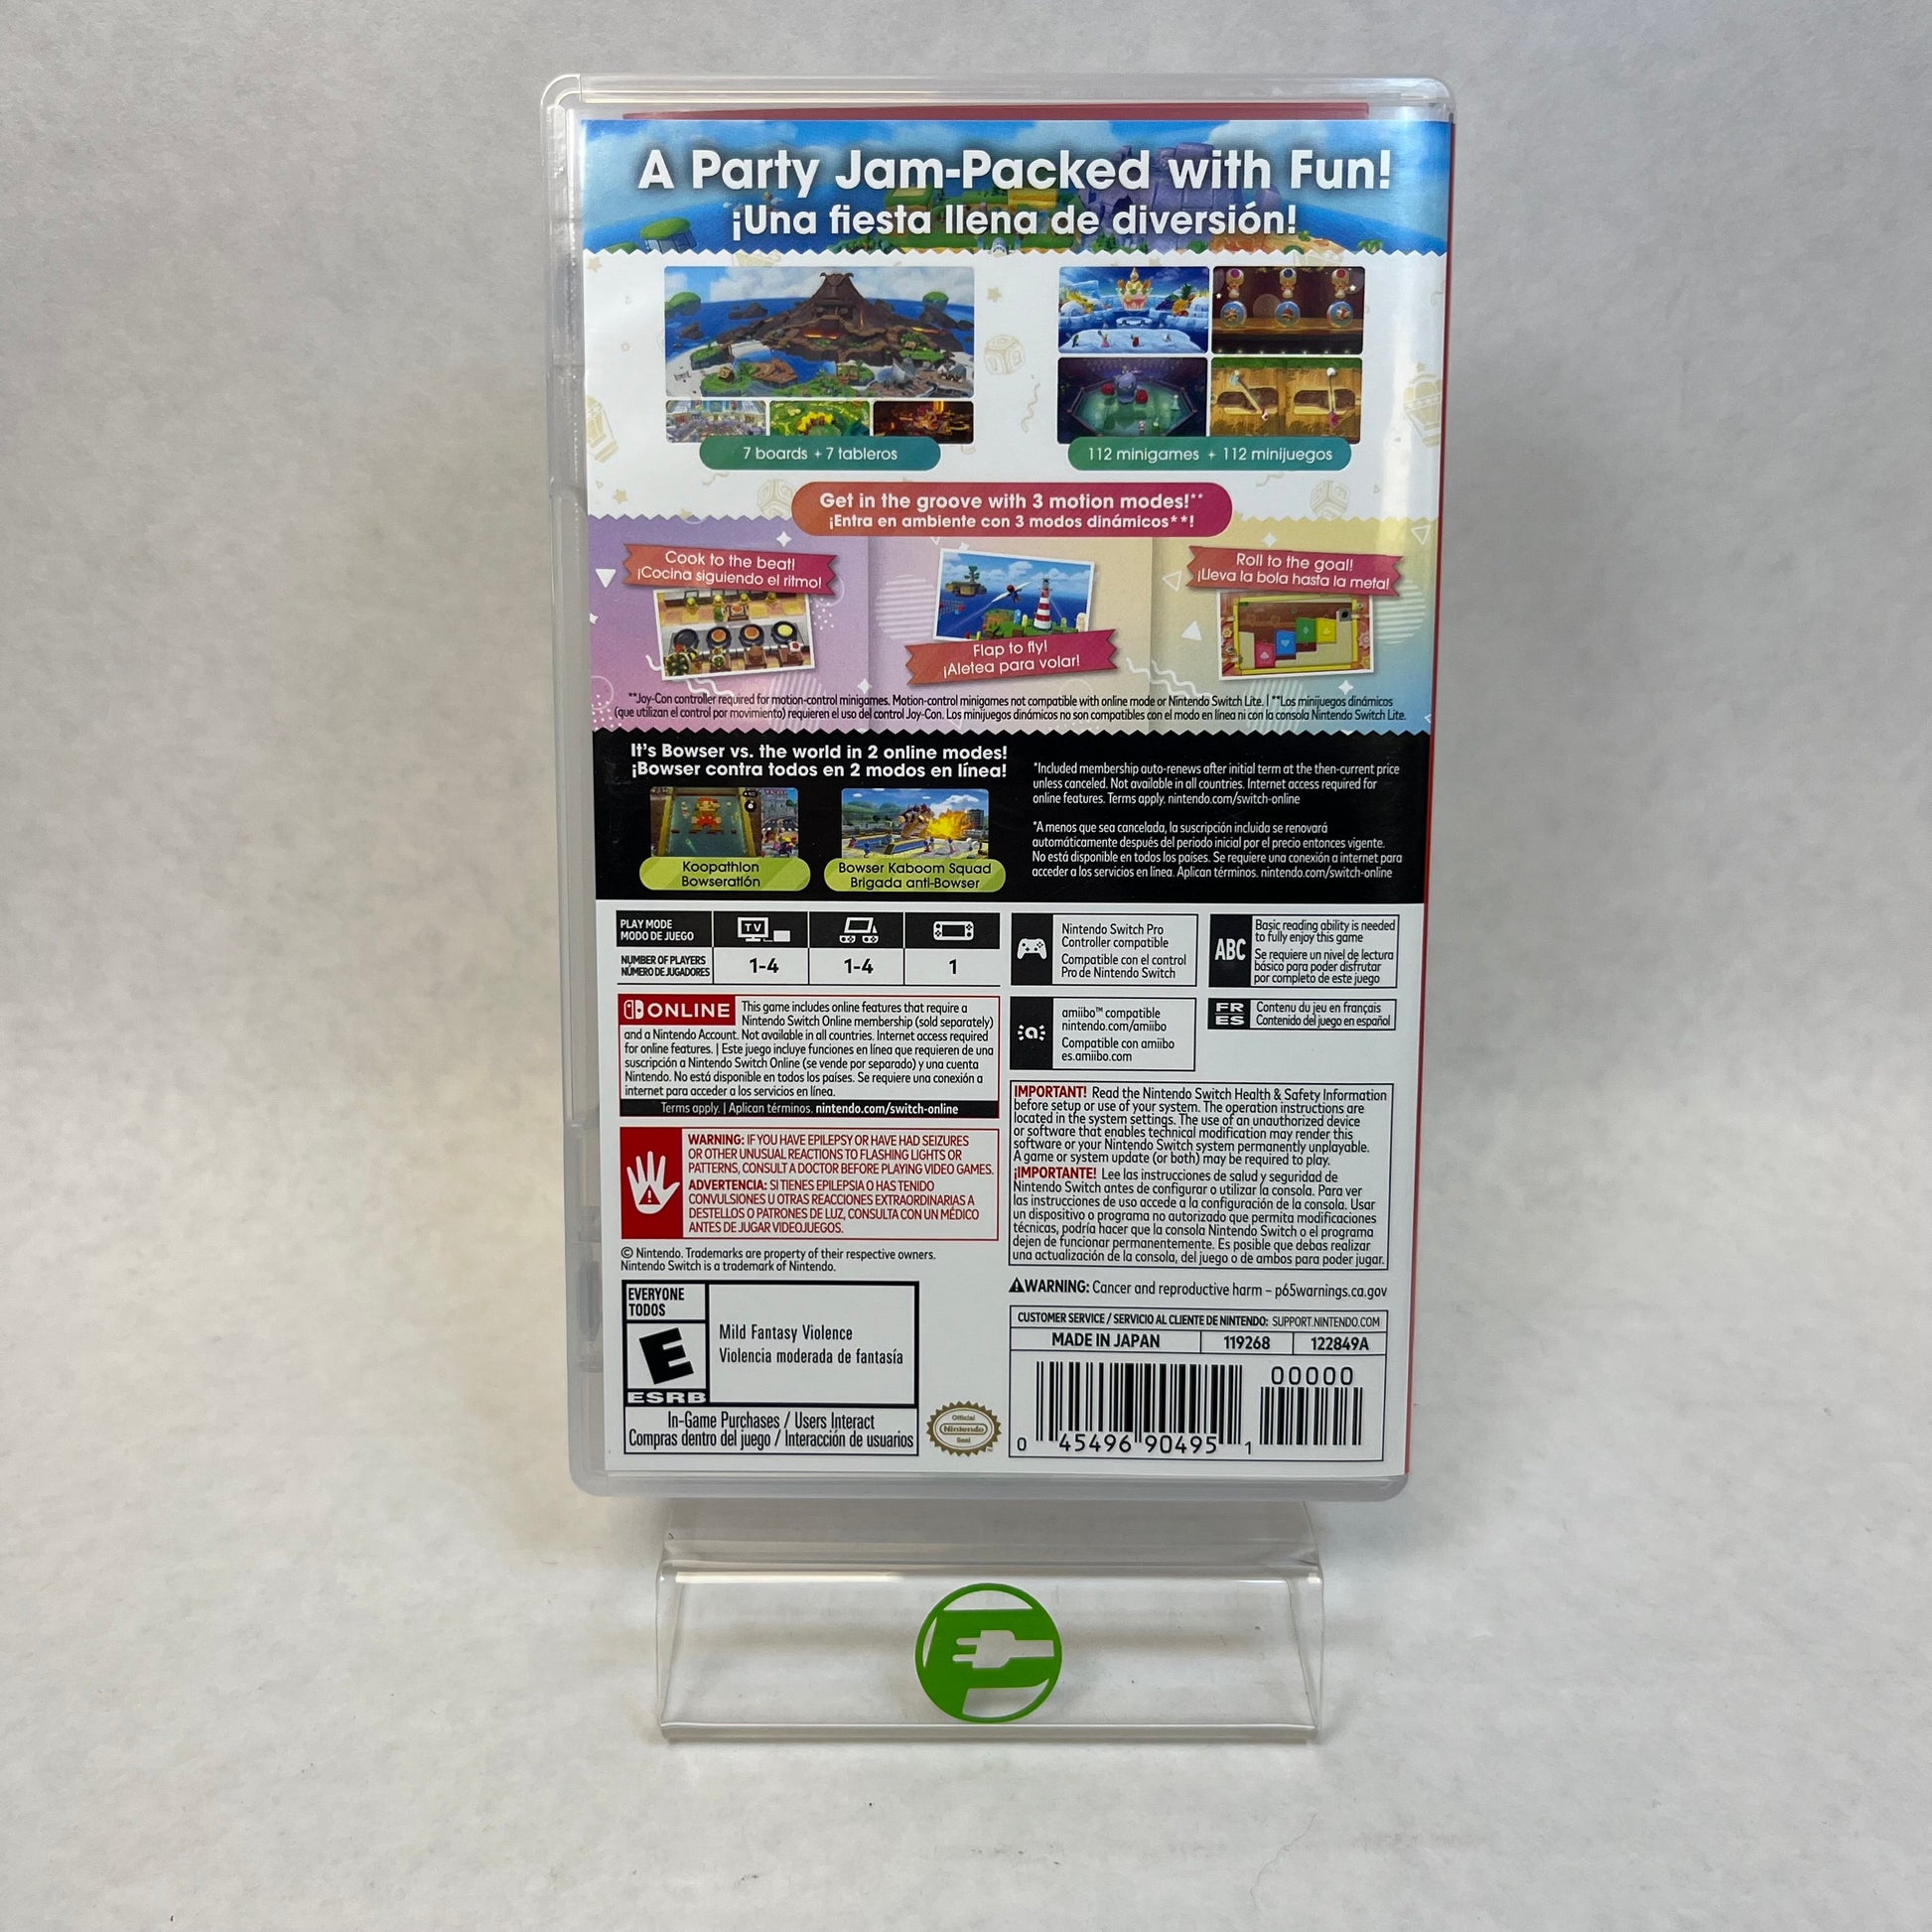 A Party Jam-Packed with Fun!
¡Una fiesta llena de diversión!
7 boards + 7 tableros
112 minigames + 112 minijuegos
Get in the groove with 3 motion modes!**
¡Entra en ambiente con 3 modos dinámicos**!
Cook to the beat!
¡Cocina siguiendo el ritmo!
Flap to fly!
¡Aletea para volar!
Roll to the goal!
¡Lleva la bola hasta la meta!
**Joy-Con controller required for motion-control minigames. Motion-control minigames not compatible with online mode or Nintendo Switch Lite. | **Los minijuegos dinámicos
(que utilizan el control por movimiento) requieren el uso del control Joy-Con. Los minijuegos dinámicos no son compatibles con el modo en línea ni con la consola Nintendo Switch Lite.
It's Bowser vs. the world in 2 online modes!
¡Bowser contra todos en 2 modos en línea!
Koopathlon
Bowseratlón
Bowser Kaboom Squad
Brigada anti-Bowser
*Included membership auto-renews after initial term at the then-current price
unless canceled. Not available in all countries. Internet access required for
online features. Terms apply. nintendo.com/switch-online
*A menos que sea cancelada, la suscripción incluida se renovará
automáticamente después del periodo inicial por el precio entonces vigente.
No está disponible en todos los países. Se requiere una conexión a internet para
acceder a los servicios en línea. Aplican términos. nintendo.com/switch-online
PLAY MODE
MODO DE JUEGO
TV
NUMBER OF PLAYERS
NÚMERO DE JUGADORES
1-4
1-4
1
Nintendo Switch Pro
Controller compatible
Compatible con el control
Pro de Nintendo Switch
ABC
Basic reading ability is needed
to fully enjoy this game
Se requiere un nivel de lectura
básico para poder disfrutar
por completo de este juego
amiibo™ compatible
nintendo.com/amiibo
Compatible con amiibo
es.amiibo.com
FR
ES
Contenu du jeu en français
Contenido del juego en español
ONLINE
This game includes online features that require a
Nintendo Switch Online membership (sold separately)
and a Nintendo Account. Not available in all countries. Internet access required
for online features. | Este juego incluye funciones en línea que requieren de una
suscripción a Nintendo Switch Online (se vende por separado) y una cuenta
Nintendo. No está disponible en todos los países. Se requiere una conexión a
internet para acceder a los servicios en línea.
Terms apply. | Aplican términos. nintendo.com/switch-online
WARNING: IF YOU HAVE EPILEPSY OR HAVE HAD SEIZURES
OR OTHER UNUSUAL REACTIONS TO FLASHING LIGHTS OR
PATTERNS, CONSULT A DOCTOR BEFORE PLAYING VIDEO GAMES.
ADVERTENCIA: SI TIENES EPILEPSIA O HAS TENIDO
CONVULSIONES U OTRAS REACCIONES EXTRAORDINARIAS A
DESTELLOS O PATRONES DE LUZ, CONSULTA CON UN MÉDICO
ANTES DE JUGAR VIDEOJUEGOS.
© Nintendo. Trademarks are property of their respective owners.
Nintendo Switch is a trademark of Nintendo.
IMPORTANT! Read the Nintendo Switch Health & Safety Information
before setup or use of your system. The operation instructions are
located in the system settings. The use of an unauthorized device
or software that enables technical modification may render this
software or your Nintendo Switch system permanently unplayable.
A game or system update (or both) may be required to play.
¡IMPORTANTE! Lee las instrucciones de salud y seguridad de
Nintendo Switch antes de configurar o utilizar la consola. Para ver
las instrucciones de uso accede a la configuración de la consola. Usar
un dispositivo o programa no autorizado que permita modificaciones
técnicas, podría hacer que la consola Nintendo Switch o el programa
dejen de funcionar permanentemente. Es posible que debas realizar
una actualización de la consola, del juego o de ambos para poder jugar.
WARNING: Cancer and reproductive harm – p65warnings.ca.gov
EVERYONE
TODOS
E
ESRB
Mild Fantasy Violence
Violencia moderada de fantasía
In-Game Purchases / Users Interact
Compras dentro del juego / Interacción de usuarios
Official
Nintendo
Seal
CUSTOMER SERVICE / SERVICIO AL CLIENTE DE NINTENDO: SUPPORT.NINTENDO.COM
MADE IN JAPAN
119268
122849A
00000
0 45496 90495 1